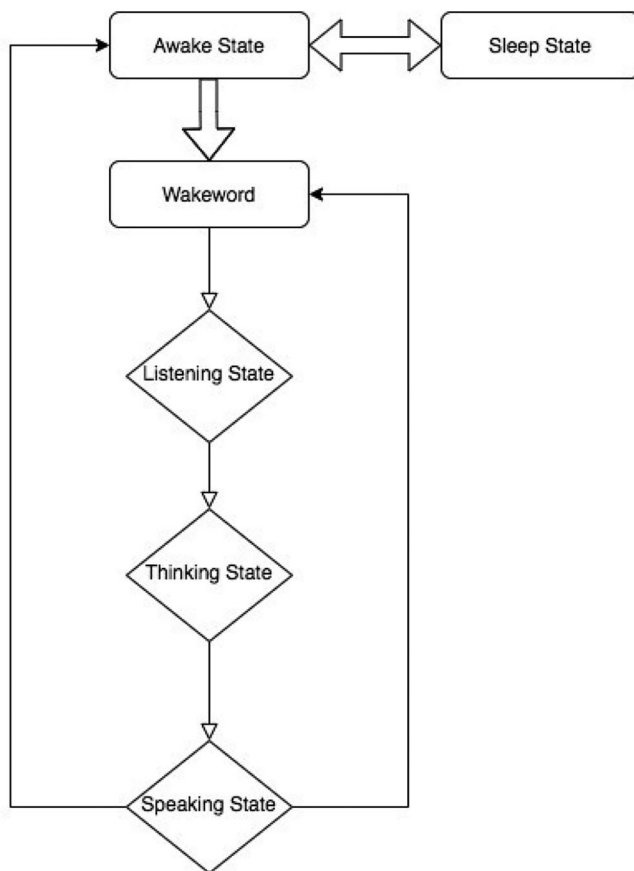 Awake State
Sleep State
Wakeword
Listening State
Thinking State
Speaking State